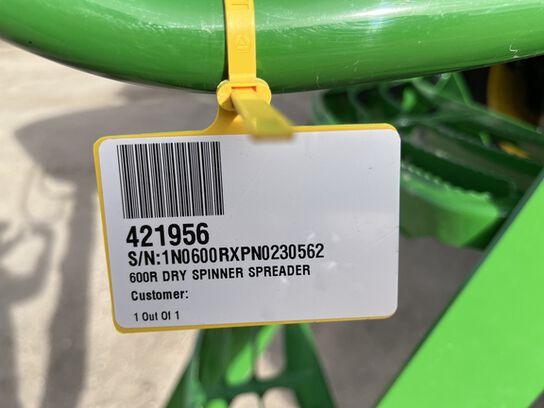 421956
S/N:1N0600RXPN0230562
600R DRY SPINNER SPREADER
Customer:
1 Out Of 1